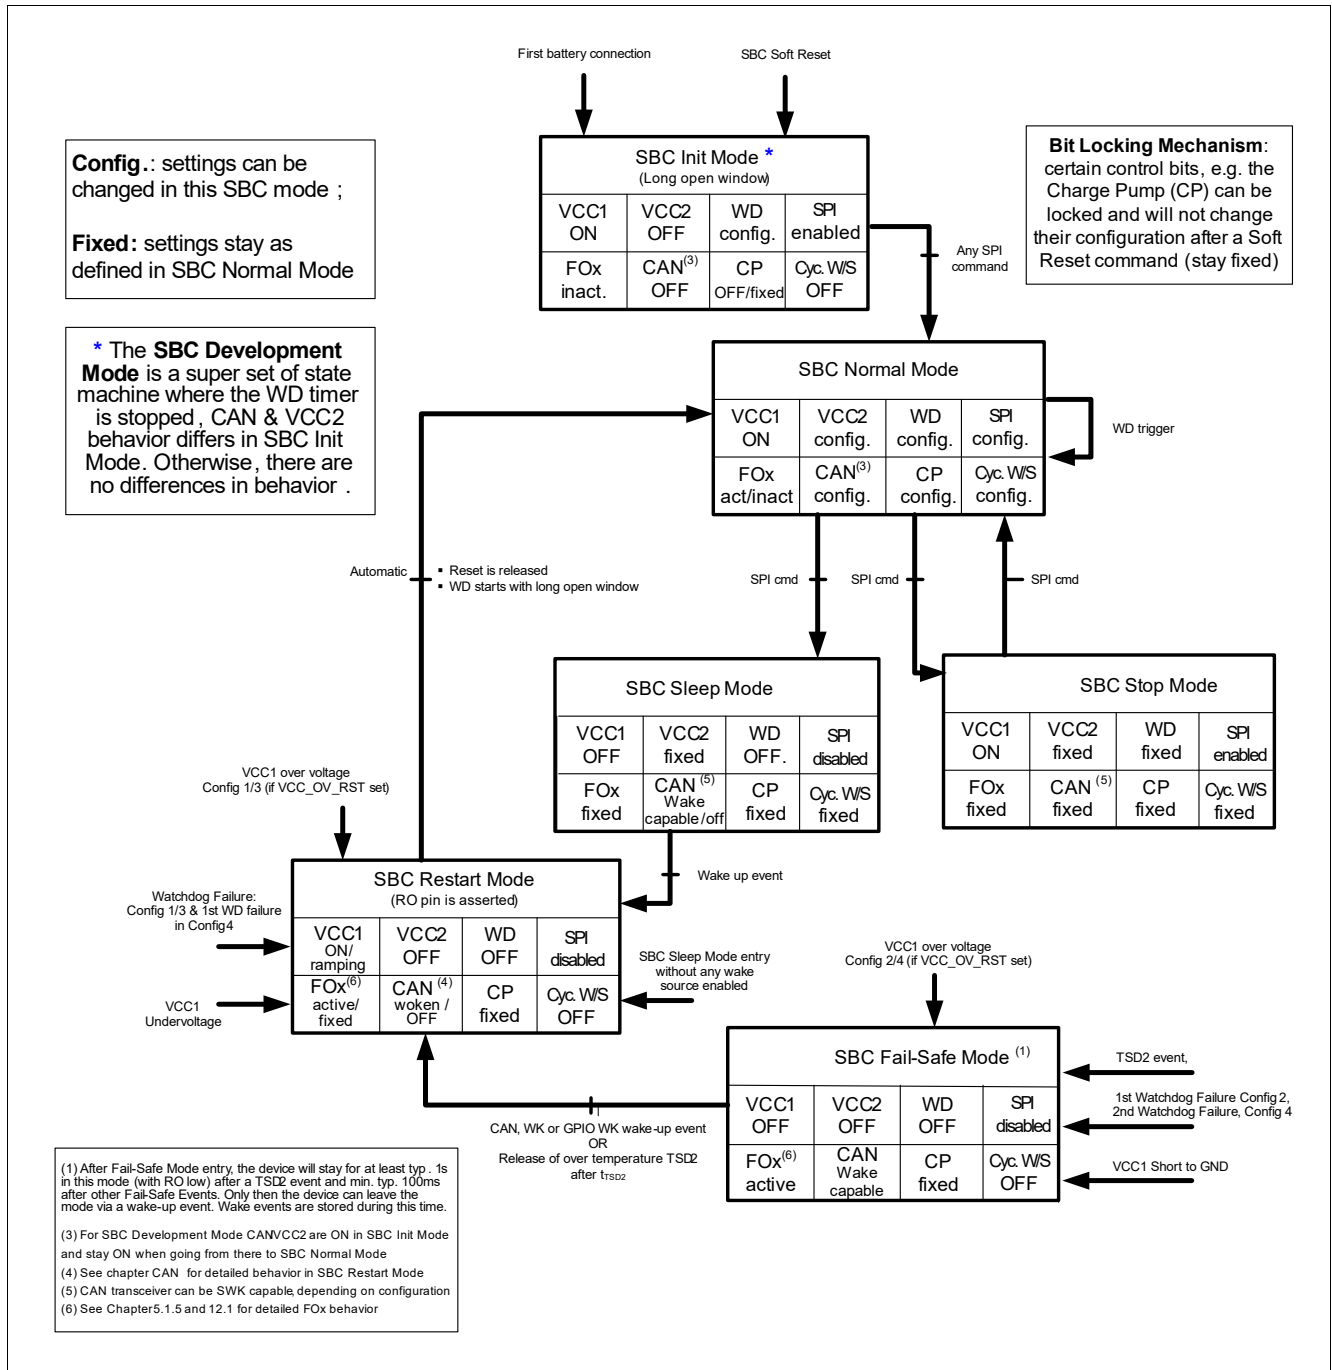 First battery connection
SBC Soft Reset
Config.: settings can be
changed in this SBC mode ;
Fixed: settings stay as
defined in SBC Normal Mode
SBC Init Mode *
(Long open window)
VCC1
ON
VCC2
OFF
WD
config.
SPI
enabled
FOx
inact.
CAN(3)
OFF
CP
OFF/fixed
Cyc. W/S
OFF
Bit Locking Mechanism:
certain control bits, e.g. the
Charge Pump (CP) can be
locked and will not change
their configuration after a Soft
Reset command (stay fixed)
Any SPI
command
* The SBC Development
Mode is a super set of state
machine where the WD timer
is stopped , CAN & VCC2
behavior differs in SBC Init
Mode. Otherwise , there are
no differences in behavior .
SBC Normal Mode
VCC1
ON
VCC2
config.
WD
config.
SPI
config.
FOx
act/inact
CAN(3)
config.
CP
config.
Cyc. W/S
config.
WD trigger
Automatic
▪ Reset is released
▪ WD starts with long open window
SPI cmd
SPI cmd
SPI cmd
SBC Sleep Mode
VCC1
OFF
VCC2
fixed
WD
OFF.
SPI
disabled
FOx
fixed
CAN (5)
Wake
capable/off
CP
fixed
Cyc. W/S
fixed
SBC Stop Mode
VCC1
ON
VCC2
fixed
WD
fixed
SPI
enabled
FOx
fixed
CAN (5)
fixed
CP
fixed
Cyc. W/S
fixed
VCC1 over voltage
Config 1/3 (if VCC_OV_RST set)
Wake up event
Watchdog Failure:
Config 1/3 & 1st WD failure
in Config4
VCC1
Undervoltage
SBC Restart Mode
(RO pin is asserted)
VCC1
ON/
ramping
VCC2
OFF
WD
OFF
SPI
disabled
FOx(6)
active/
fixed
CAN (4)
woken /
OFF
CP
fixed
Cyc. W/S
OFF
SBC Sleep Mode entry
without any wake
source enabled
VCC1 over voltage
Config 2/4 (if VCC_OV_RST set)
SBC Fail-Safe Mode (1)
VCC1
OFF
VCC2
OFF
WD
OFF
SPI
disabled
FOx(6)
active
CAN
Wake
capable
CP
fixed
Cyc. W/S
OFF
TSD2 event,
1st Watchdog Failure Config 2,
2nd Watchdog Failure, Config 4
VCC1 Short to GND
CAN, WK or GPIO WK wake-up event
OR
Release of over temperature TSD2
after tTSD2
(1) After Fail-Safe Mode entry, the device will stay for at least typ . 1s
in this mode (with RO low) after a TSD2 event and min. typ. 100ms
after other Fail-Safe Events. Only then the device can leave the
mode via a wake-up event. Wake events are stored during this time.
(3) For SBC Development Mode CAN/VCC2 are ON in SBC Init Mode
and stay ON when going from there to SBC Normal Mode
(4) See chapter CAN for detailed behavior in SBC Restart Mode
(5) CAN transceiver can be SWK capable, depending on configuration
(6) See Chapter 5.1.5 and 12.1 for detailed FOx behavior